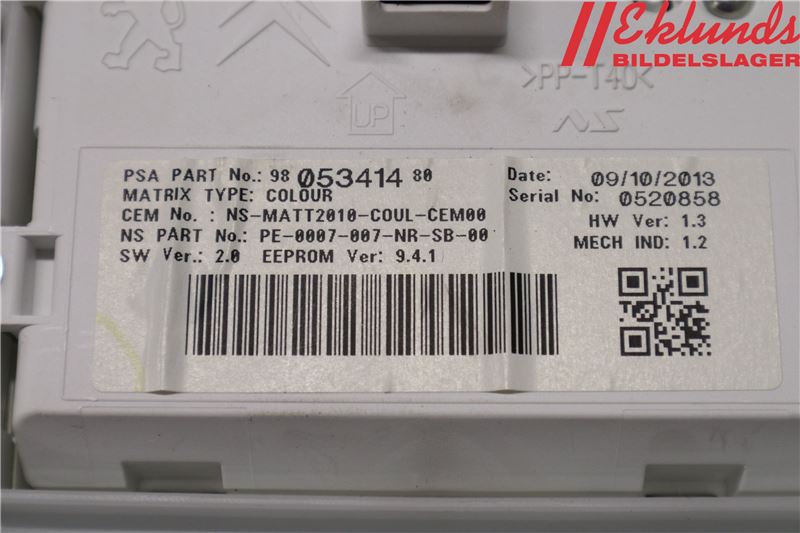 Eklunds
BILDELSLAGER
>PP-T40<
UP
NS
PSA PART No.: 98 053414 80
MATRIX TYPE: COLOUR
CEM No. : NS-MATT2010-COUL-CEM00
NS PART No.: PE-0007-007-NR-SB-00
SW Ver.: 2.0 EEPROM Ver: 9.4.1
Date: 09/10/2013
Serial No: 0520858
HW Ver: 1.3
MECH IND: 1.2